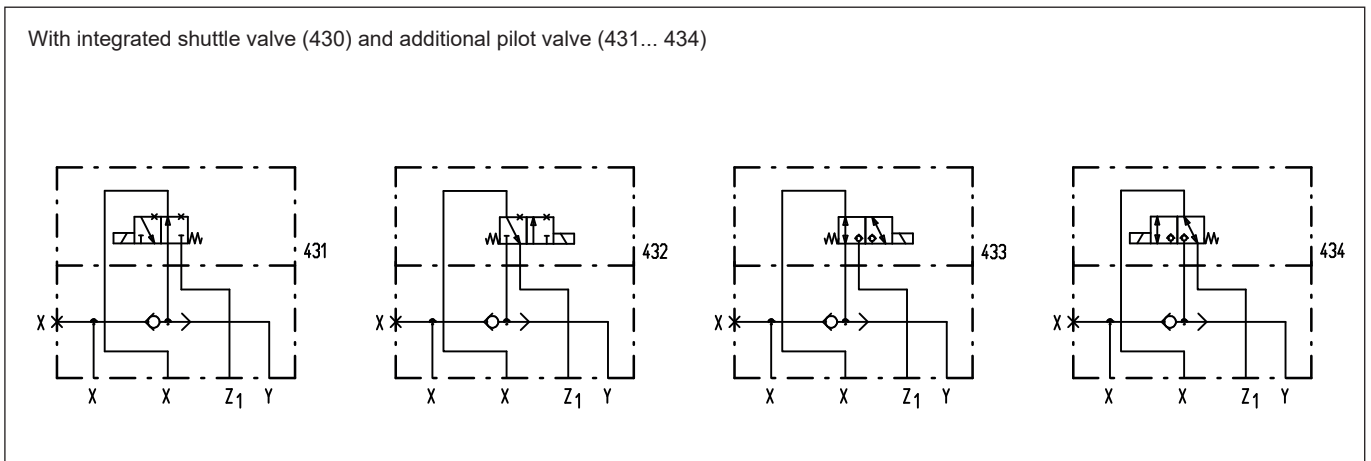 With integrated shuttle valve (430) and additional pilot valve (431... 434)
431
432
433
434
X
X
X
X
X X Z1 Y
X X Z1 Y
X X Z1 Y
X X Z1 Y